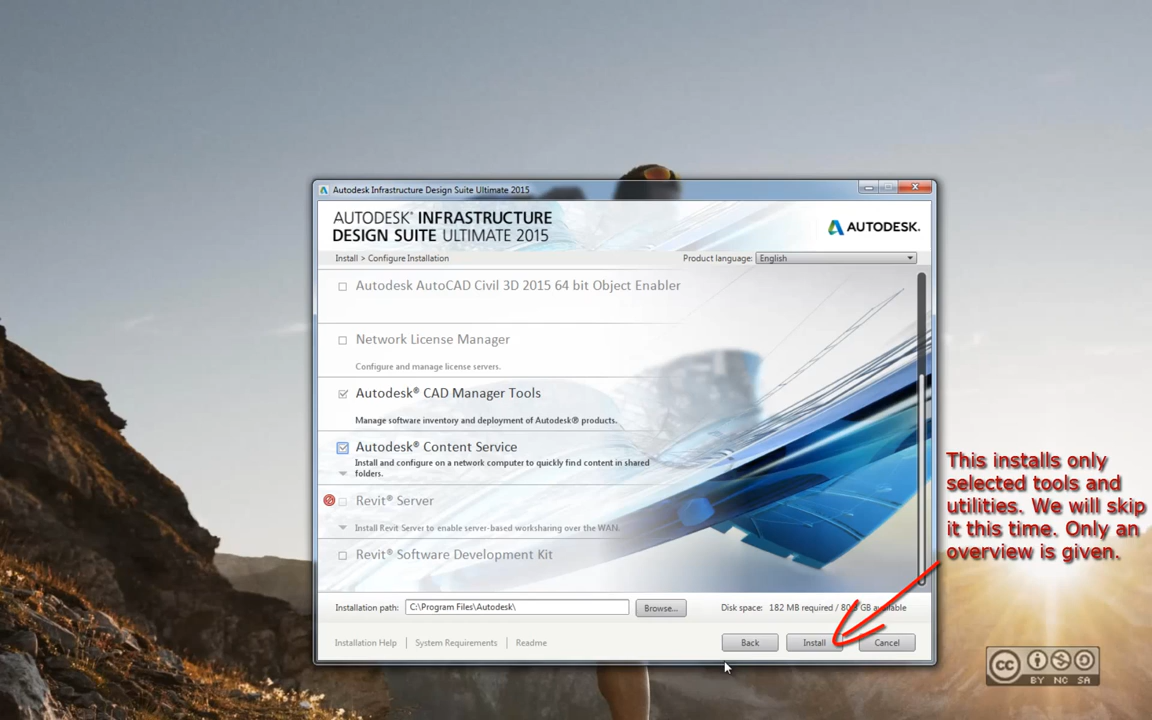 Autodesk Infrastructure Design Suite Ultimate 2015
AUTODESK® INFRASTRUCTURE
DESIGN SUITE ULTIMATE 2015
AUTODESK.
Install > Configure Installation
Product language: English
Autodesk AutoCAD Civil 3D 2015 64 bit Object Enabler
Network License Manager
Configure and manage license servers.
Autodesk® CAD Manager Tools
Manage software inventory and deployment of Autodesk® products.
Autodesk® Content Service
Install and configure on a network computer to quickly find content in shared
folders.
Revit® Server
Install Revit Server to enable server-based worksharing over the WAN.
Revit® Software Development Kit
This installs only
selected tools and
utilities. We will skip
it this time. Only an
overview is given.
Installation path: C:\Program Files\Autodesk\ Browse... Disk space: 182 MB required / GB available
Installation Help | System Requirements | Readme
Back Install Cancel
cc
BY NC SA